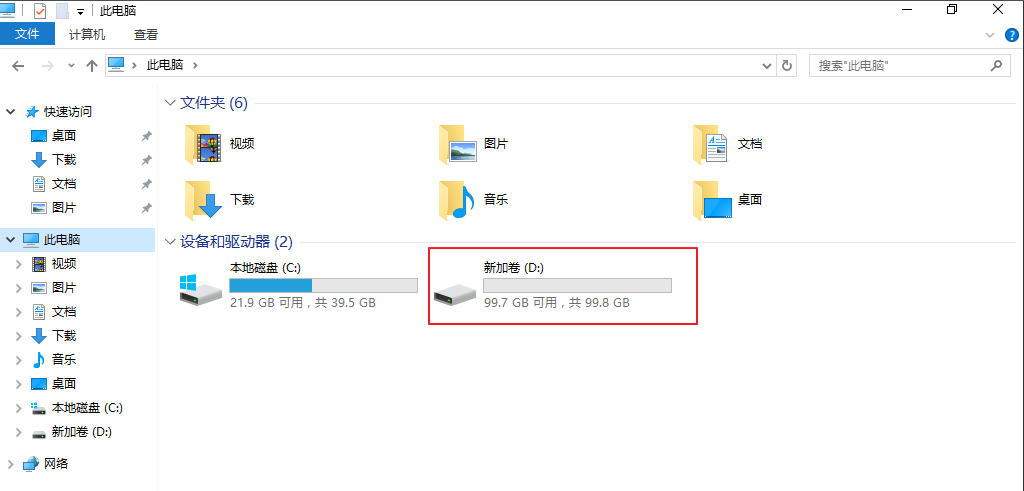 此电脑
文件 计算机 查看
?
此电脑
搜索"此电脑"
快速访问
桌面
下载
文档
图片
此电脑
视频
图片
文档
下载
音乐
桌面
本地磁盘 (C:)
新加卷 (D:)
网络
文件夹 (6)
视频
图片
文档
下载
音乐
桌面
设备和驱动器 (2)
本地磁盘 (C:)
21.9 GB 可用，共 39.5 GB
新加卷 (D:)
99.7 GB 可用，共 99.8 GB